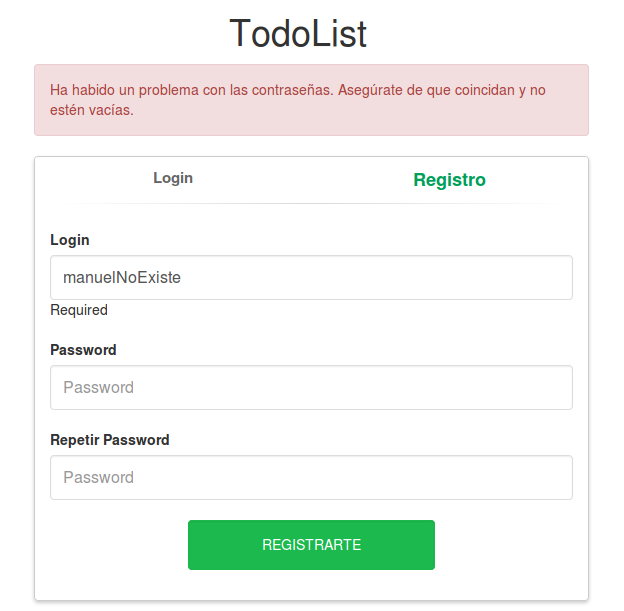 TodoList
Ha habido un problema con las contraseñas. Asegúrate de que coincidan y no
estén vacías.
Login
Registro
Login
manuelNoExiste
Required
Password
Password
Repetir Password
Password
REGISTRARTE